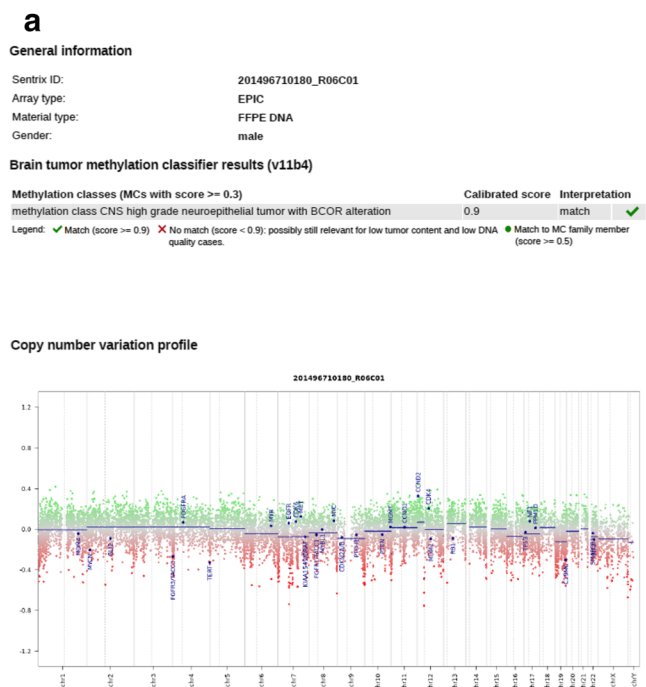 a
General information
Sentrix ID: 201496710180_R06C01
Array type: EPIC
Material type: FFPE DNA
Gender: male
Brain tumor methylation classifier results (v11b4)
Methylation classes (MCs with score >= 0.3) Calibrated score Interpretation
methylation class CNS high grade neuroepithelial tumor with BCOR alteration 0.9 match
Legend: Match (score >= 0.9) No match (score < 0.9): possibly still relevant for low tumor content and low DNA quality cases. Match to MC family member (score >= 0.5)
Copy number variation profile
201496710180_R06C01
1.2
0.8
0.4
0.0
-0.4
-0.8
-1.2
PDGFRA
TERT
MYB
EGFR
CDK6
MET
MYC
CCND1
CCND2
CDK4
RB1
NF1
chr1
chr2
chr3
chr4
chr5
chr6
chr7
chr8
chr9
chr10
chr11
chr12
chr13
chr14
chr15
chr16
chr17
chr18
chr19
chr20
chr21
chr22
chrX
chrY